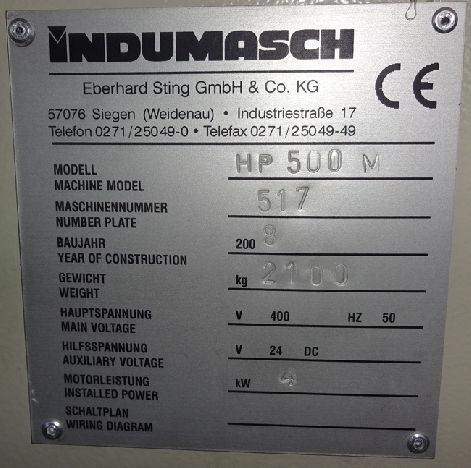 INDUMASCH
Eberhard Sting GmbH & Co. KG
57076 Siegen (Weidenau) • Industriestraße 17
Telefon 0271/25049-0 • Telefax 0271/25049-49
CE
MODELL HP 500 M
MACHINE MODEL
MASCHINENNUMMER 517
NUMBER PLATE
BAUJAHR 200 8
YEAR OF CONSTRUCTION
GEWICHT kg 2100
WEIGHT
HAUPTSPANNUNG V 400 HZ 50
MAIN VOLTAGE
HILFSSPANNUNG V 24 DC
AUXILIARY VOLTAGE
MOTORLEISTUNG kW 4
INSTALLED POWER
SCHALTPLAN
WIRING DIAGRAM